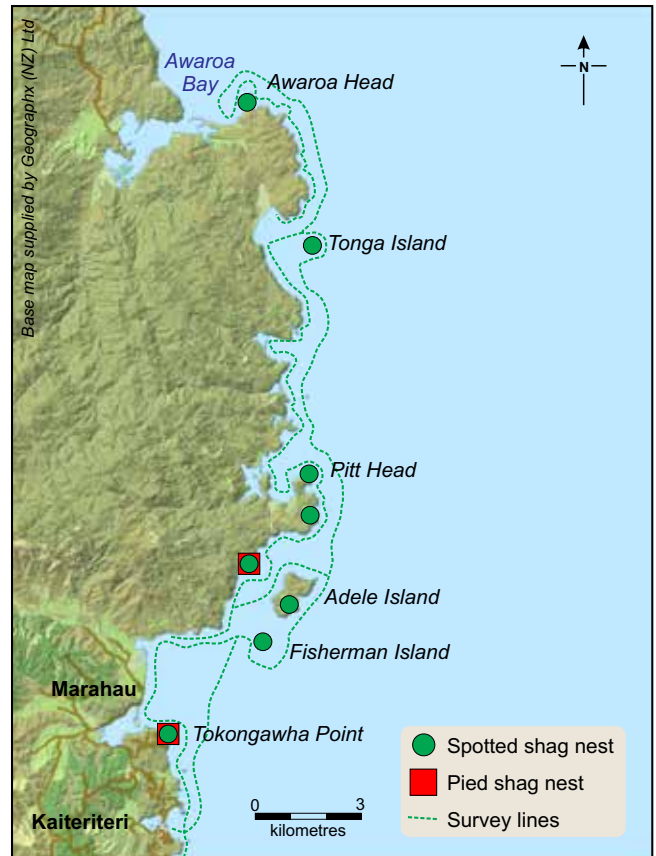 Base map supplied by Geographx (NZ) Ltd
Awaroa
Bay
Awaroa Head
N
Tonga Island
Pitt Head
Adele Island
Fisherman Island
Marahau
Tokongawha Point
Kaiteriteri
0 3
kilometres
Spotted shag nest
Pied shag nest
Survey lines